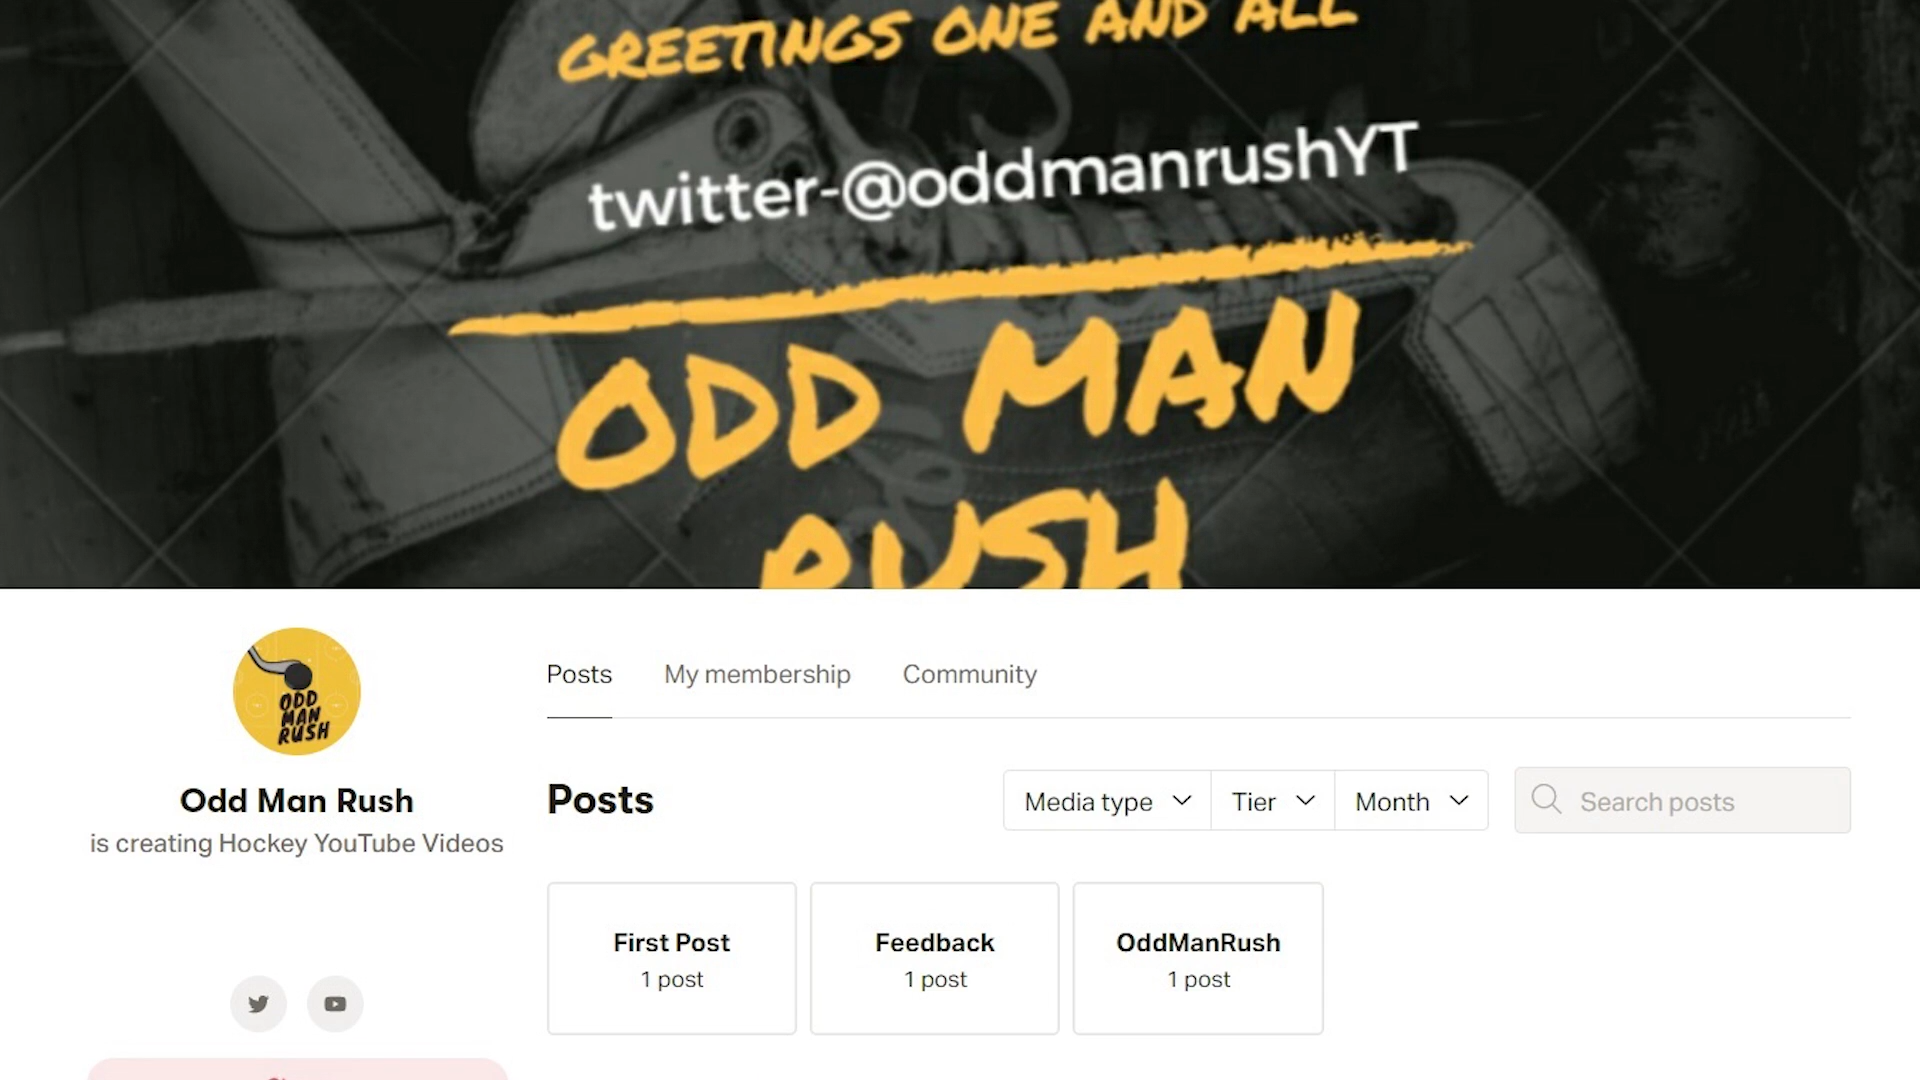 GREETINGS ONE AND ALL
twitter-@oddmanrushYT
ODD MAN
RUSH
ODD
MAN
RUSH
Odd Man Rush
is creating Hockey YouTube Videos
Posts
My membership
Community
Posts
Media type
Tier
Month
Search posts
First Post
1 post
Feedback
1 post
OddManRush
1 post